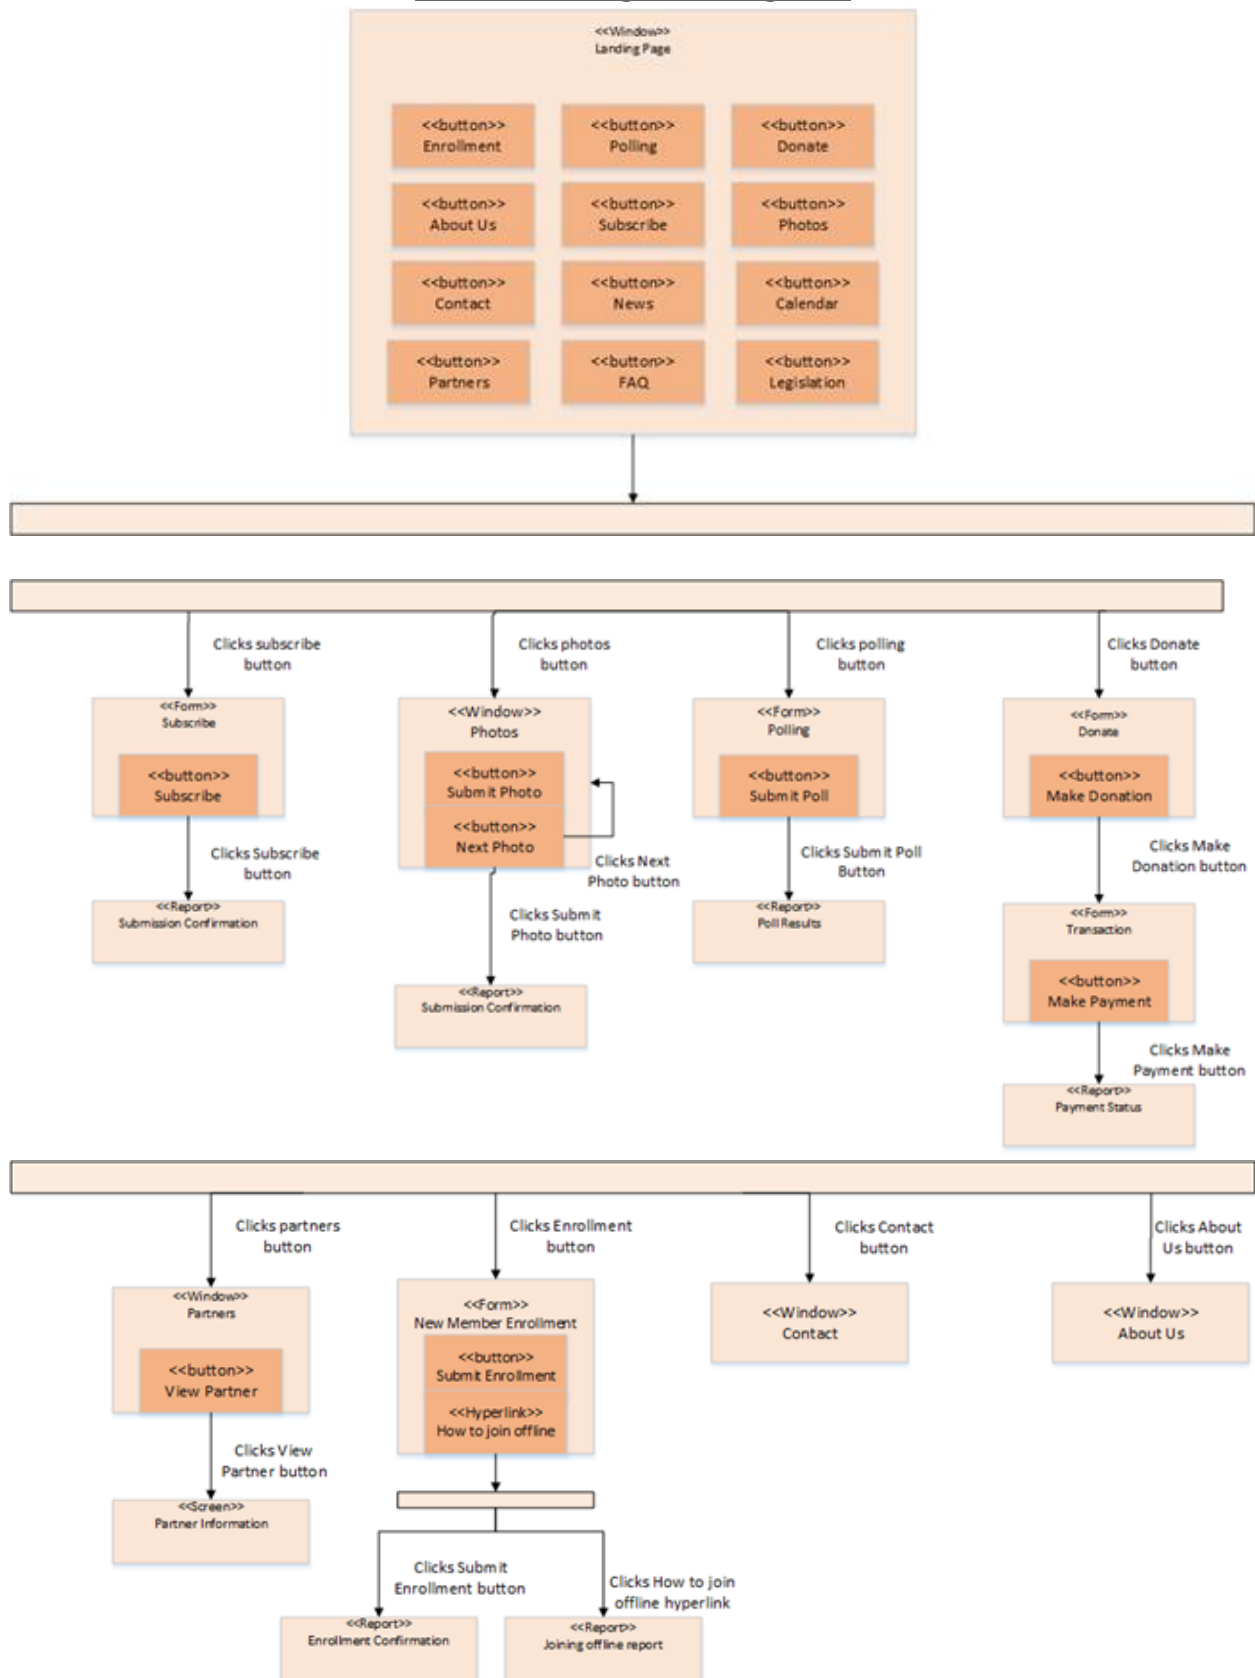 <<Window>>
Landing Page
<<button>>
Enrollment
<<button>>
Polling
<<button>>
Donate
<<button>>
About Us
<<button>>
Subscribe
<<button>>
Photos
<<button>>
Contact
<<button>>
News
<<button>>
Calendar
<<button>>
Partners
<<button>>
FAQ
<<button>>
Legislation
Clicks subscribe
button
Clicks photos
button
Clicks polling
button
Clicks Donate
button
<<Form>>
Subscribe
<<button>>
Subscribe
<<Window>>
Photos
<<button>>
Submit Photo
<<button>>
Next Photo
<<Form>>
Polling
<<button>>
Submit Poll
<<Form>>
Donate
<<button>>
Make Donation
Clicks Subscribe
button
Clicks Next
Photo button
Clicks Submit Poll
Button
Clicks Make
Donation button
<<Report>>
Submission Confirmation
Clicks Submit
Photo button
<<Report>>
Poll Results
<<Form>>
Transaction
<<button>>
Make Payment
<<Report>>
Submission Confirmation
Clicks Make
Payment button
<<Report>>
Payment Status
Clicks partners
button
Clicks Enrollment
button
Clicks Contact
button
Clicks About
Us button
<<Window>>
Partners
<<button>>
View Partner
<<Form>>
New Member Enrollment
<<button>>
Submit Enrollment
<<Hyperlink>>
How to join offline
<<Window>>
Contact
<<Window>>
About Us
Clicks View
Partner button
<<Screen>>
Partner Information
Clicks Submit
Enrollment button
Clicks How to join
offline hyperlink
<<Report>>
Enrollment Confirmation
<<Report>>
Joining offline report